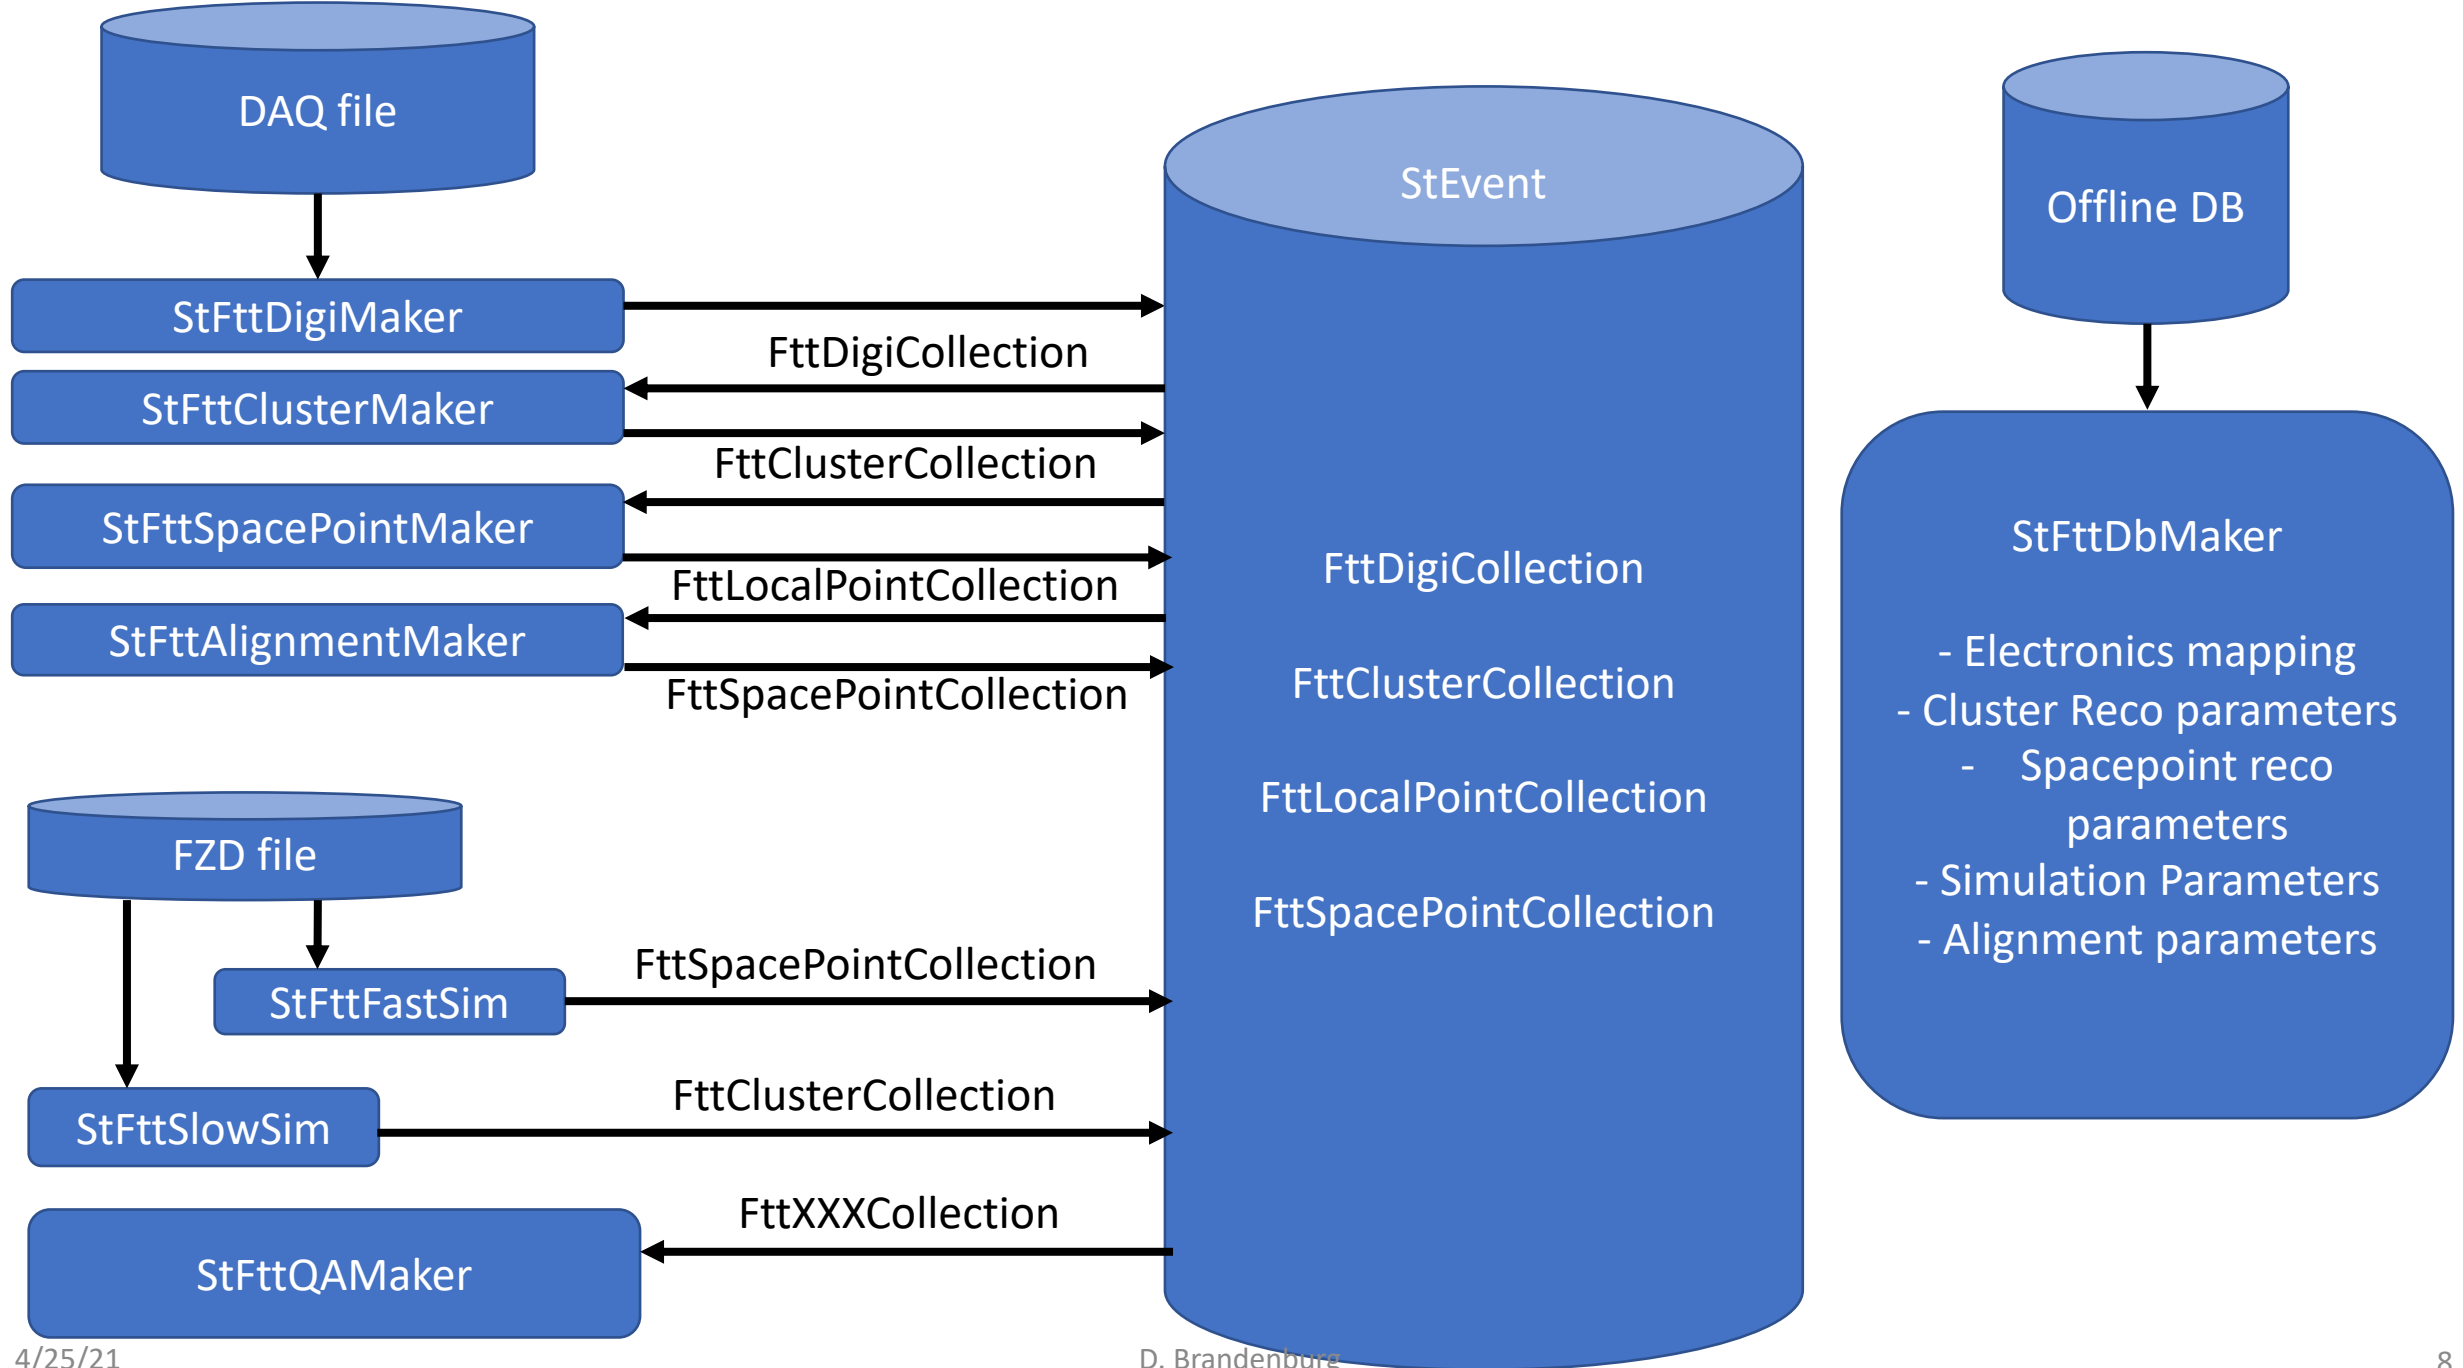 DAQ file
StFttDigiMaker
FttDigiCollection
StFttClusterMaker
FttClusterCollection
StFttSpacePointMaker
FttLocalPointCollection
StFttAlignmentMaker
FttSpacePointCollection
FZD file
FttSpacePointCollection
StFttFastSim
FttClusterCollection
StFttSlowSim
FttXXXCollection
StFttQAMaker
StEvent
FttDigiCollection
FttClusterCollection
FttLocalPointCollection
FttSpacePointCollection
Offline DB
StFttDbMaker
- Electronics mapping
- Cluster Reco parameters
- Spacepoint reco
parameters
- Simulation Parameters
- Alignment parameters
4/25/21
D. Brandenburg
8